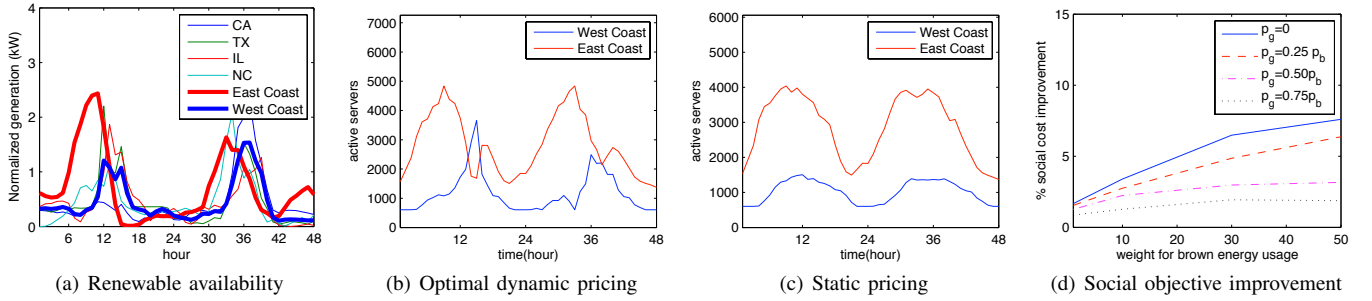 Normalized generation (kW)
4
3
2
1
0
CA
TX
IL
NC
East Coast
West Coast
6 12 18 24 30 36 42 48
hour
(a) Renewable availability
active servers
7000
6000
5000
4000
3000
2000
1000
0
West Coast
East Coast
12 24 36 48
time(hour)
(b) Optimal dynamic pricing
active servers
6000
5000
4000
3000
2000
1000
0
West Coast
East Coast
12 24 36 48
time(hour)
(c) Static pricing
% social cost improvement
15
10
5
0
p_g=0
p_g=0.25 p_b
p_g=0.50p_b
p_g=0.75p_b
10 20 30 40 50
weight for brown energy usage
(d) Social objective improvement